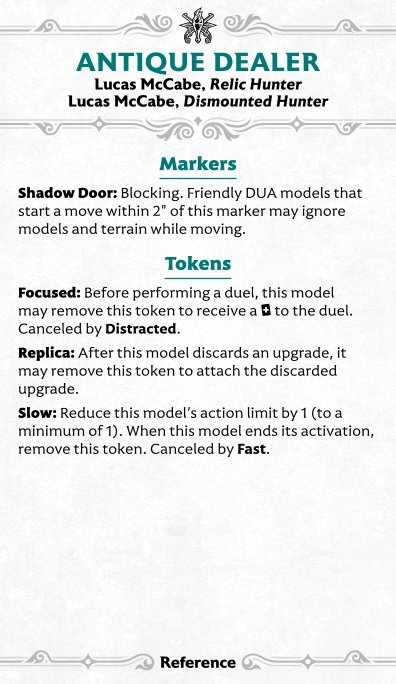 ANTIQUE DEALER
Lucas McCabe, Relic Hunter
Lucas McCabe, Dismounted Hunter
Markers
Shadow Door: Blocking. Friendly DUA models that
start a move within 2" of this marker may ignore
models and terrain while moving.
Tokens
Focused: Before performing a duel, this model
may remove this token to receive a to the duel.
Canceled by Distracted.
Replica: After this model discards an upgrade, it
may remove this token to attach the discarded
upgrade.
Slow: Reduce this model’s action limit by 1 (to a
minimum of 1). When this model ends its activation,
remove this token. Canceled by Fast.
Reference